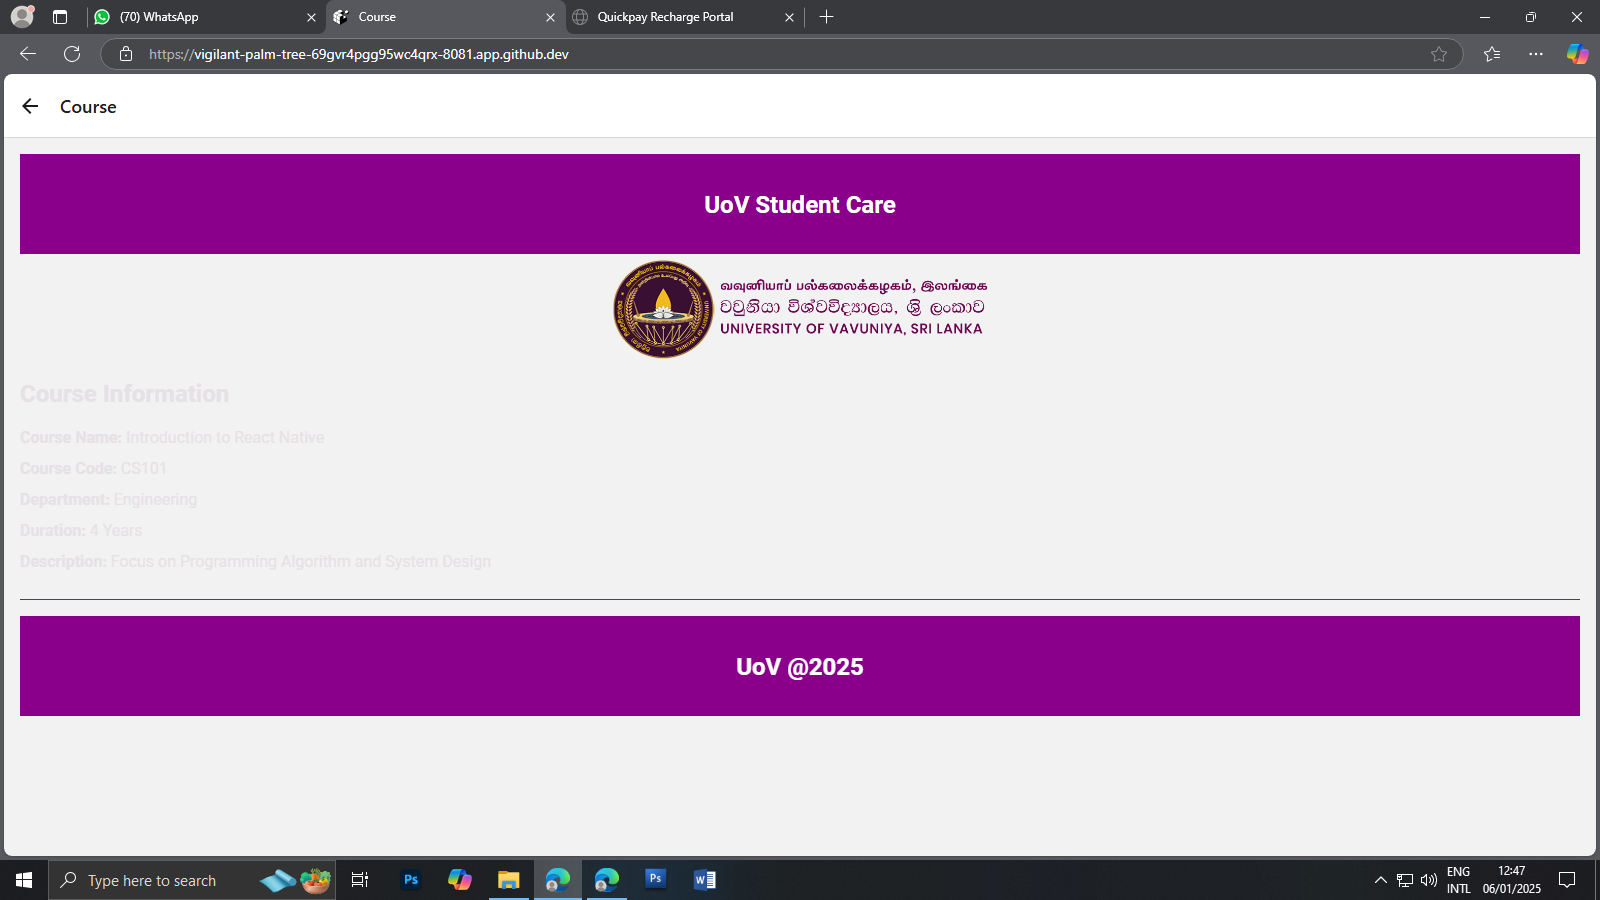 (70) WhatsApp
Course
Quickpay Recharge Portal
https://vigilant-palm-tree-69gvr4pgg95wc4qrx-8081.app.github.dev
Course
UoV Student Care
வவுனியாப் பல்கலைக்கழகம், இலங்கை
වවුනියා විශ්වවිද්‍යාලය, ශ්‍රී ලංකාව
UNIVERSITY OF VAVUNIYA, SRI LANKA
Course Information
Course Name: Introduction to React Native
Course Code: CS101
Department: Engineering
Duration: 4 Years
Description: Focus on Programming Algorithm and System Design
UoV @2025
Type here to search
Ps
Ps
W
ENG
INTL
12:47
06/01/2025